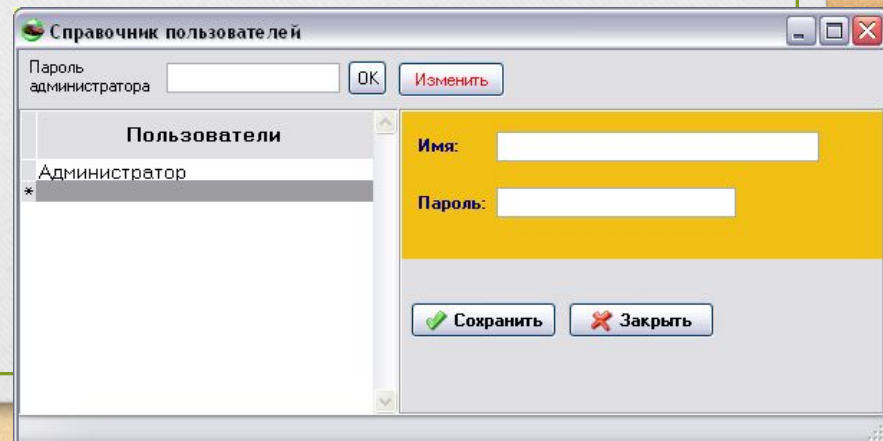 Справочник пользователей
Пароль
администратора
OK
Изменить
Пользователи
Администратор
*
Имя:
Пароль:
Сохранить
Закрыть